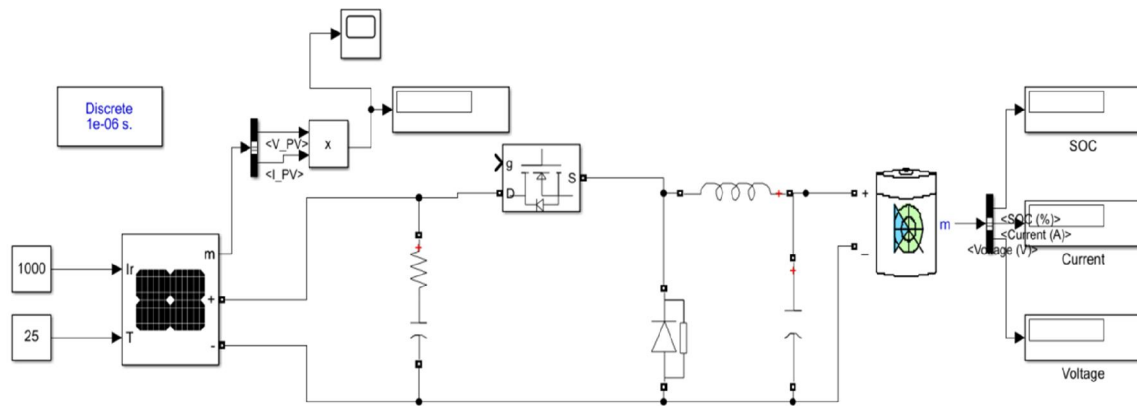 Discrete
1e-06 s.
<V_PV>
<I_PV>
x
g
D
S
m
Ir
T
+
-
1000
25
+
_
m
<SOC (%)>
<Current (A)>
<Voltage (V)>
SOC
Current
Voltage